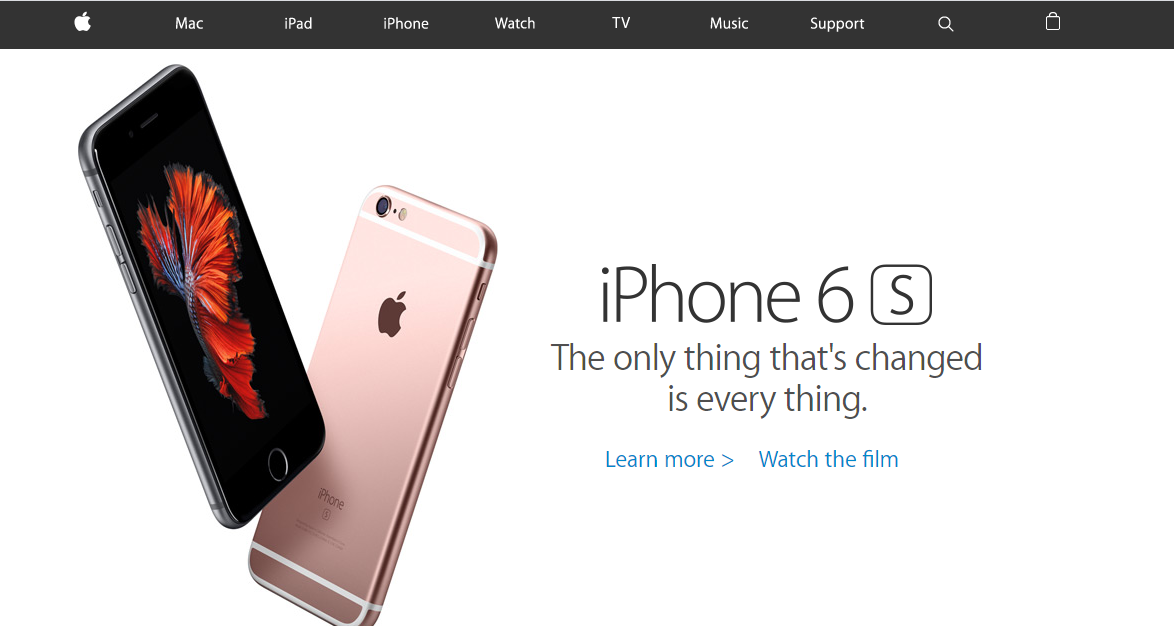 Mac iPad iPhone Watch TV Music Support
iPhone 6 S
The only thing that's changed
is every thing.
Learn more > Watch the film
iPhone
S